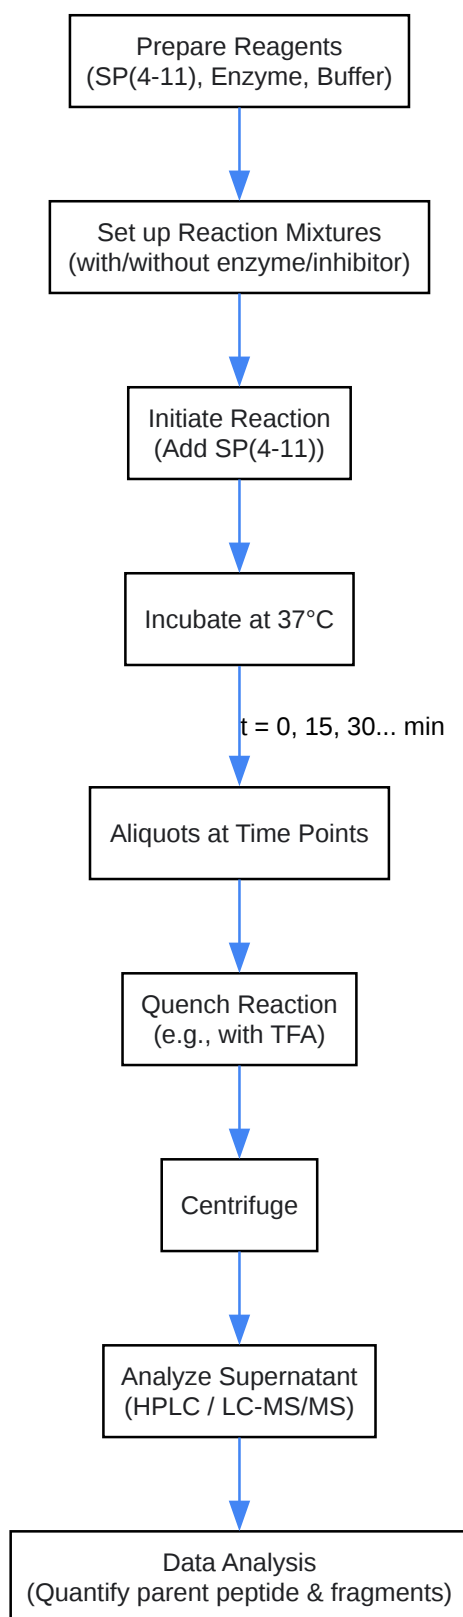 Prepare Reagents
(SP(4-11), Enzyme, Buffer)
Set up Reaction Mixtures
(with/without enzyme/inhibitor)
Initiate Reaction
(Add SP(4-11))
Incubate at 37°C
t = 0, 15, 30... min
Aliquots at Time Points
Quench Reaction
(e.g., with TFA)
Centrifuge
Analyze Supernatant
(HPLC / LC-MS/MS)
Data Analysis
(Quantify parent peptide & fragments)